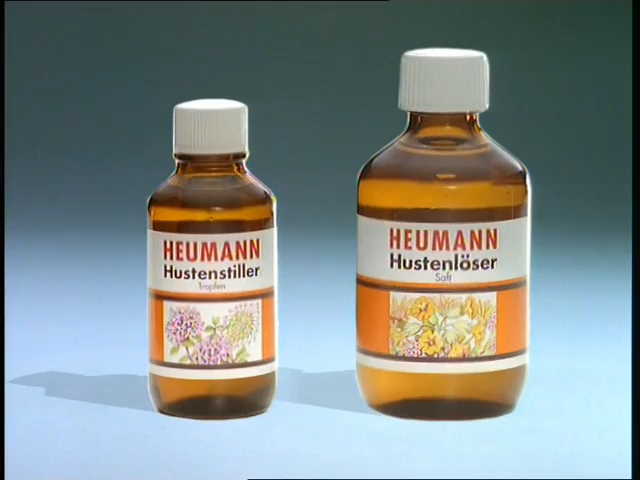 HEUMANN
Hustenstiller
Tropfen
HEUMANN
Hustenlöser
Saft